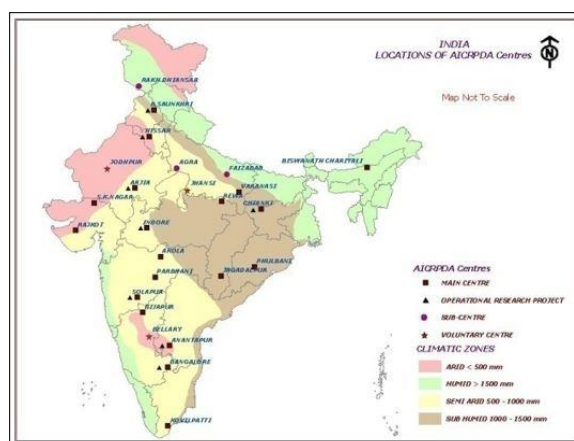 INDIA
LOCATIONS OF AICRPDA Centres
N
Map Not To Scale
RAKH DHIANSAR
B.SAUNKHRI
HISSAR
JODHPUR
AGRA
FAIZABAD
BISWANATH CHARIYALI
ARJIA
JHANSI
VARANASI
S.K.NAGAR
REWA
CHIANKI
RAJKOT
INDORE
AKOLA
PHULBANI
PARBHANI
JAGADALPUR
SOLAPUR
BIJAPUR
BELLARY
ANANTAPUR
BANGALORE
KOVILPATTI
AICRPDA Centres
MAIN CENTRE
OPERATIONAL RESEARCH PROJECT
SUB-CENTRE
VOLUNTARY CENTRE
CLIMATIC ZONES
ARID < 500 mm
HUMID > 1500 mm
SEMI ARID 500 - 1000 mm
SUB HUMID 1000 - 1500 mm